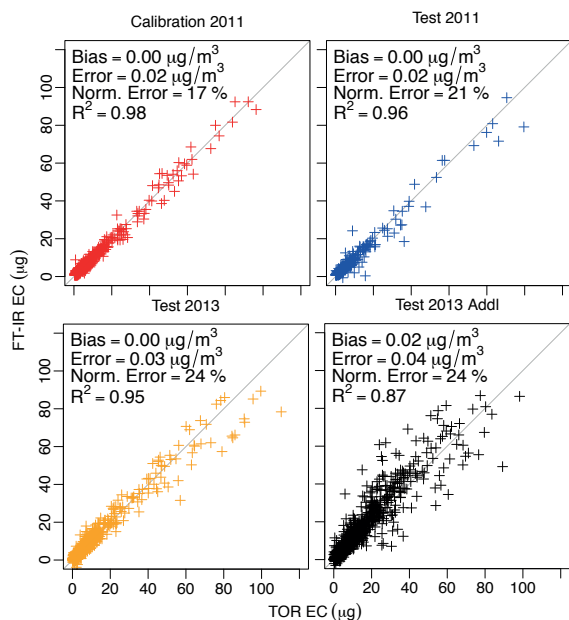 Calibration 2011
Bias = 0.00 µg/m³
Error = 0.02 µg/m³
Norm. Error = 17 %
R² = 0.98
Test 2011
Bias = 0.00 µg/m³
Error = 0.02 µg/m³
Norm. Error = 21 %
R² = 0.96
0 20 40 60 80 100
FT-IR EC (µg)
Test 2013
Bias = 0.00 µg/m³
Error = 0.03 µg/m³
Norm. Error = 24 %
R² = 0.95
Test 2013 Addl
Bias = 0.02 µg/m³
Error = 0.04 µg/m³
Norm. Error = 24 %
R² = 0.87
0 20 40 60 80 100
0 20 40 60 80 100
0 20 40 60 80 100
TOR EC (µg)